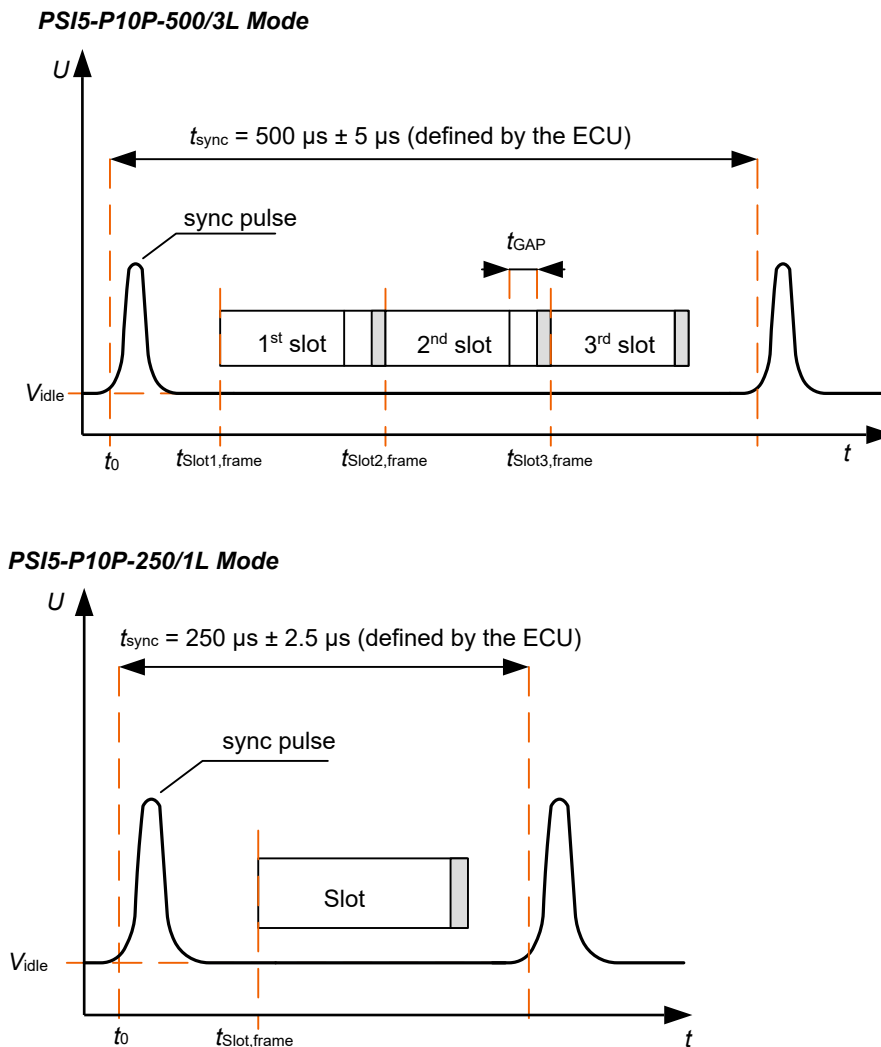 PSI5-P10P-500/3L Mode
U
tsync = 500 µs ± 5 µs (defined by the ECU)
sync pulse
tGAP
1st slot
2nd slot
3rd slot
Vidle
t0
tSlot1,frame
tSlot2,frame
tSlot3,frame
t
PSI5-P10P-250/1L Mode
U
tsync = 250 µs ± 2.5 µs (defined by the ECU)
sync pulse
Slot
Vidle
t0
tSlot,frame
t